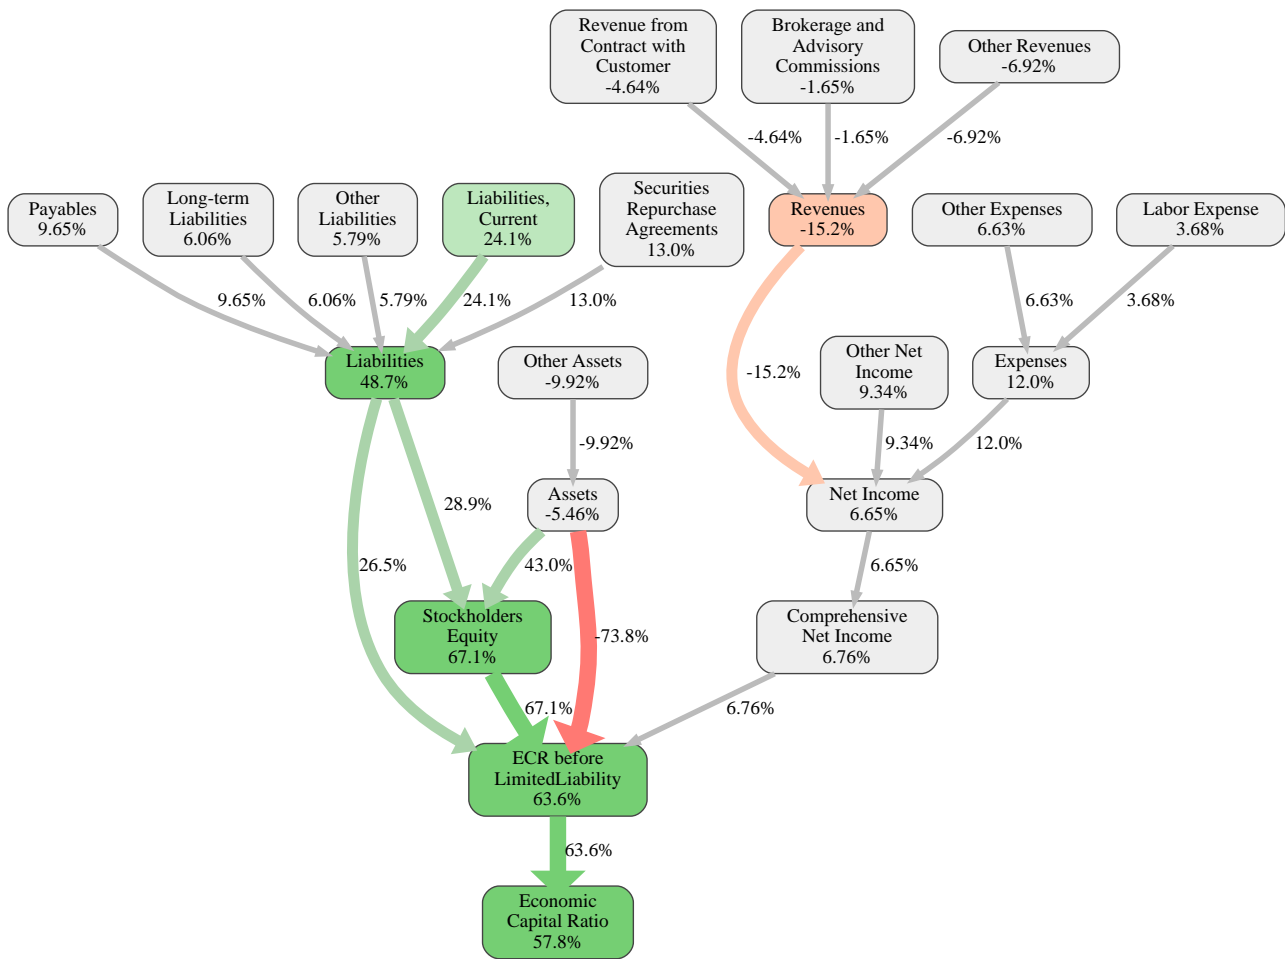 Revenue from
Contract with
Customer
-4.64%
Brokerage and
Advisory
Commissions
-1.65%
Other Revenues
-6.92%
-4.64%
-1.65%
-6.92%
Payables
9.65%
Long-term
Liabilities
6.06%
Other
Liabilities
5.79%
Liabilities,
Current
24.1%
Securities
Repurchase
Agreements
13.0%
Revenues
-15.2%
Other Expenses
6.63%
Labor Expense
3.68%
9.65%
6.06%
5.79%
24.1%
13.0%
6.63%
3.68%
Liabilities
48.7%
Other Assets
-9.92%
-15.2%
Other Net
Income
9.34%
Expenses
12.0%
-9.92%
9.34%
12.0%
28.9%
Assets
-5.46%
Net Income
6.65%
26.5%
43.0%
6.65%
Stockholders
Equity
67.1%
-73.8%
Comprehensive
Net Income
6.76%
67.1%
6.76%
ECR before
LimitedLiability
63.6%
63.6%
Economic
Capital Ratio
57.8%